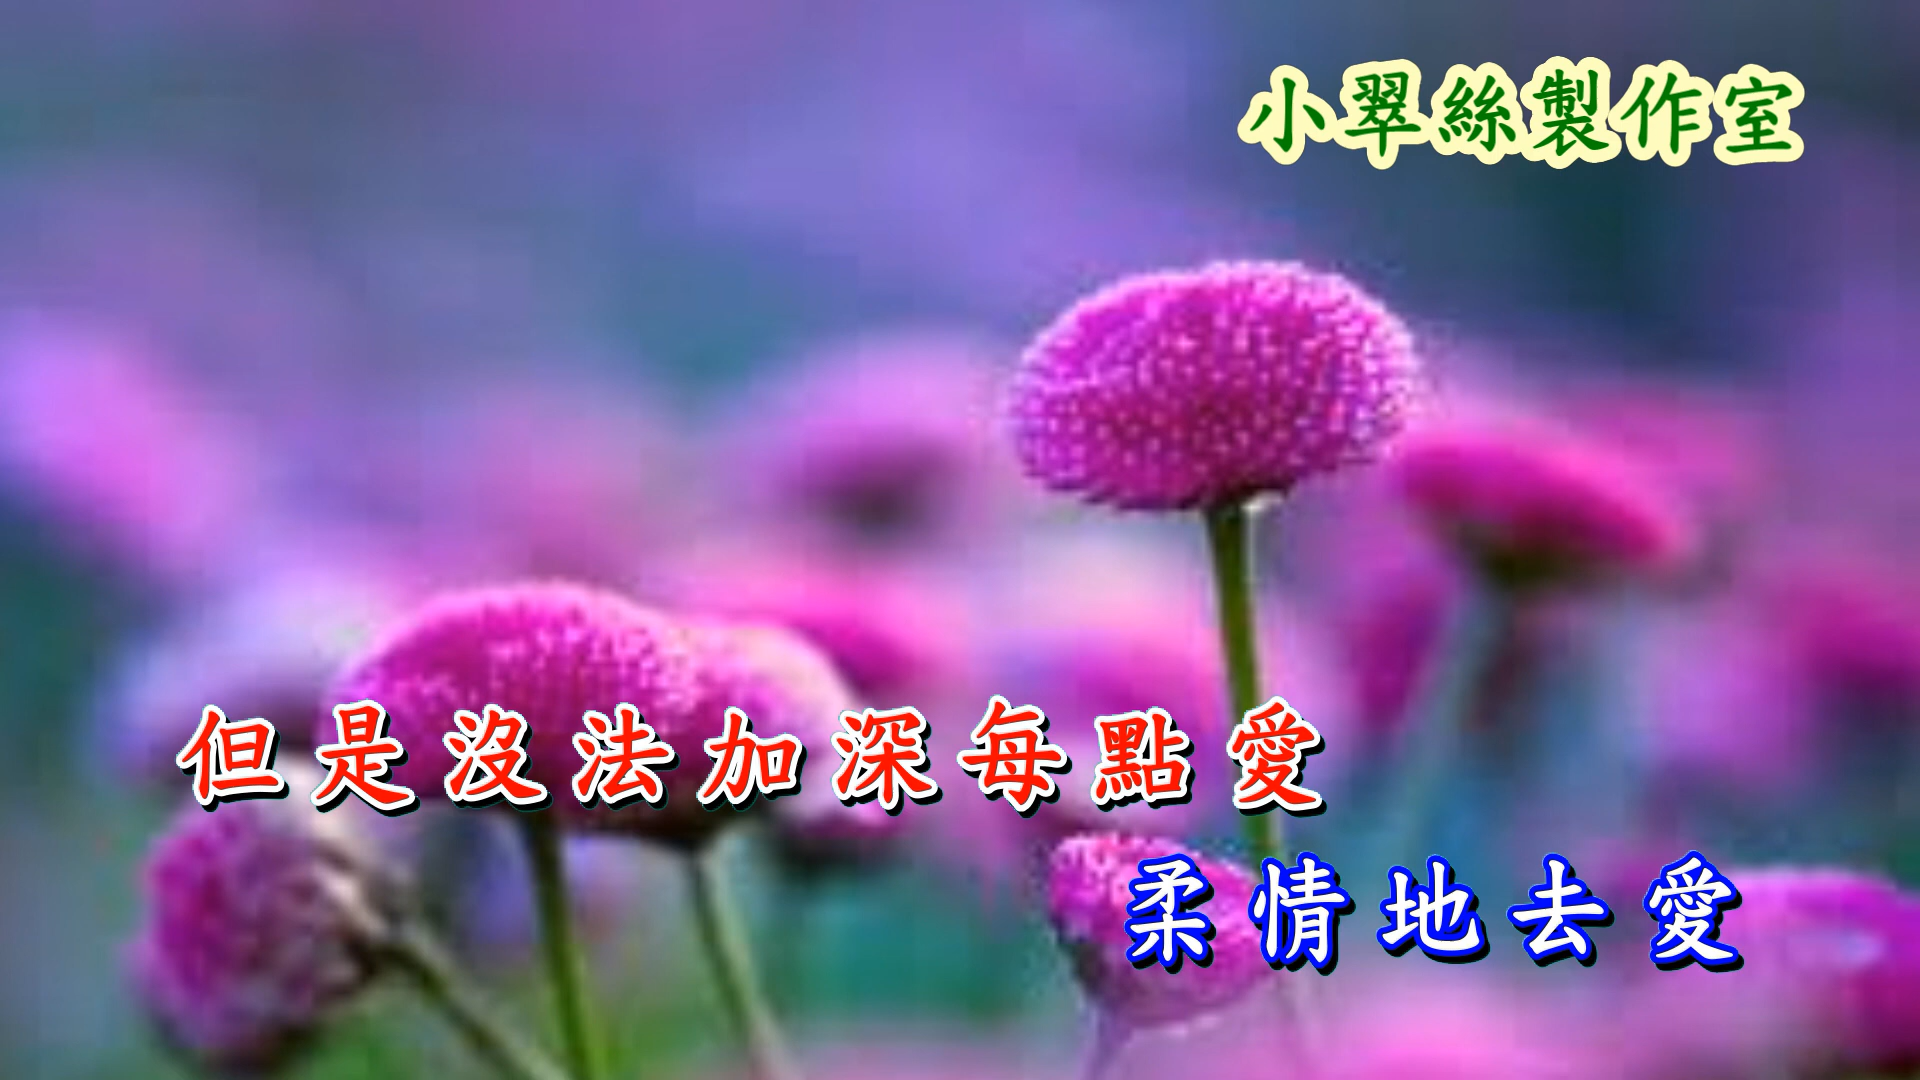 小翠絲製作室
但是沒法加深每點愛
柔情地去愛